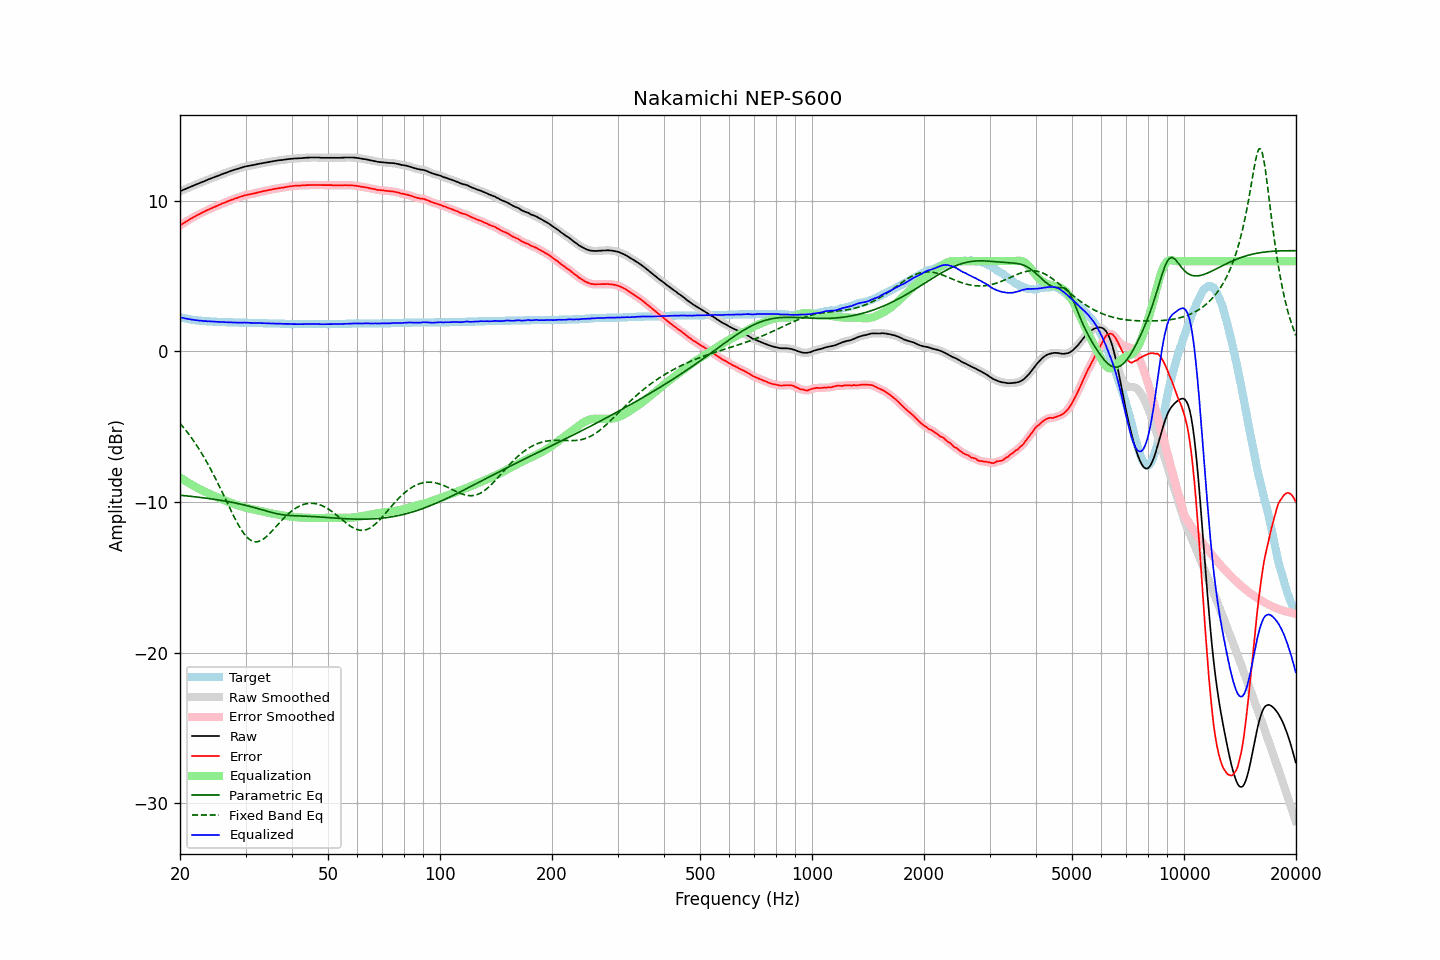 Nakamichi NEP-S600
Amplitude (dBr)
10
0
−10
−20
−30
Target
Raw Smoothed
Error Smoothed
Raw
Error
Equalization
Parametric Eq
Fixed Band Eq
Equalized
20 50 100 200 500 1000 2000 5000 10000 20000
Frequency (Hz)